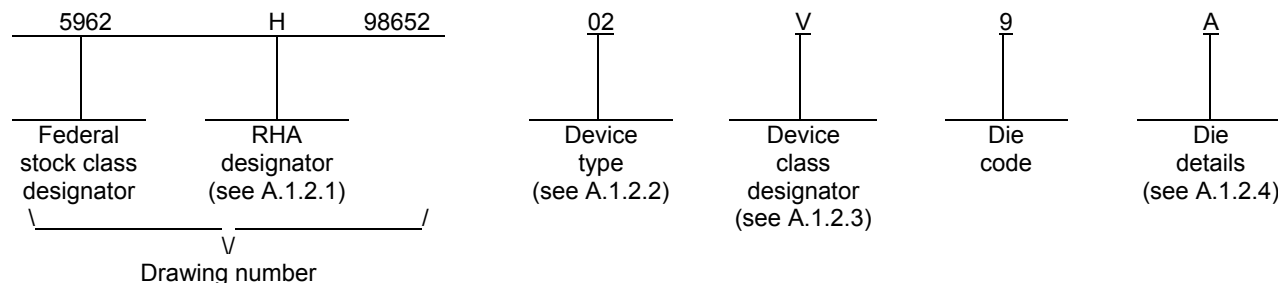 5962 H 98652 02 V 9 A
Federal RHA Device Device Die Die
stock class designator type class code details
designator (see A.1.2.1) (see A.1.2.2) designator (see A.1.2.4)
(see A.1.2.3)
\ /
\/
Drawing number